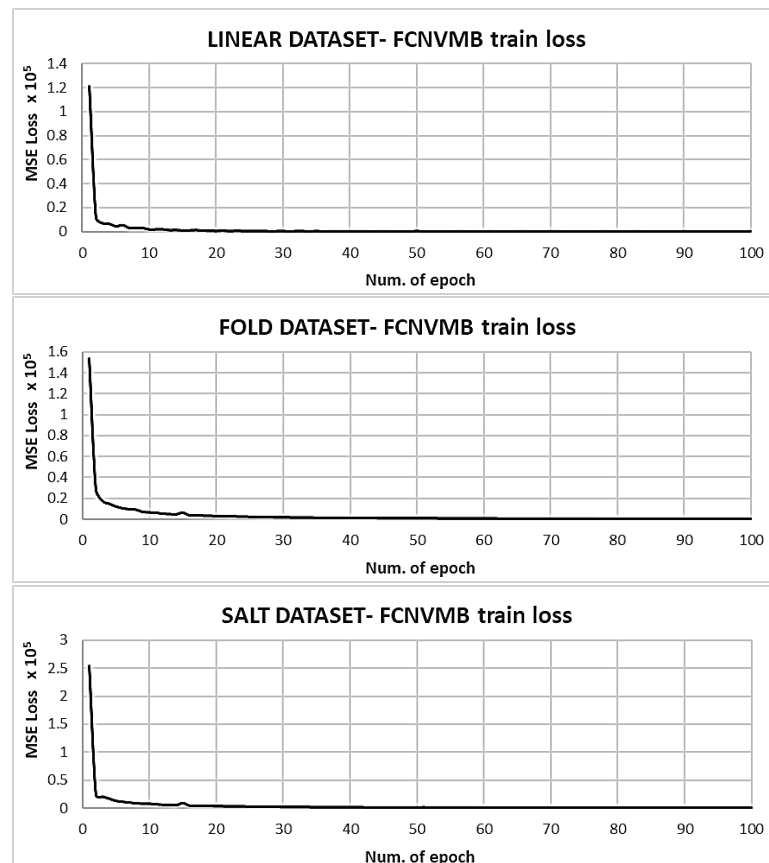 LINEAR DATASET- FCNVMB train loss
MSE Loss x 10⁵
1.4
1.2
1
0.8
0.6
0.4
0.2
0
0 10 20 30 40 50 60 70 80 90 100
Num. of epoch
FOLD DATASET- FCNVMB train loss
MSE Loss x 10⁵
1.6
1.4
1.2
1
0.8
0.6
0.4
0.2
0
0 10 20 30 40 50 60 70 80 90 100
Num. of epoch
SALT DATASET- FCNVMB train loss
MSE Loss x 10⁵
3
2.5
2
1.5
1
0.5
0
0 10 20 30 40 50 60 70 80 90 100
Num. of epoch